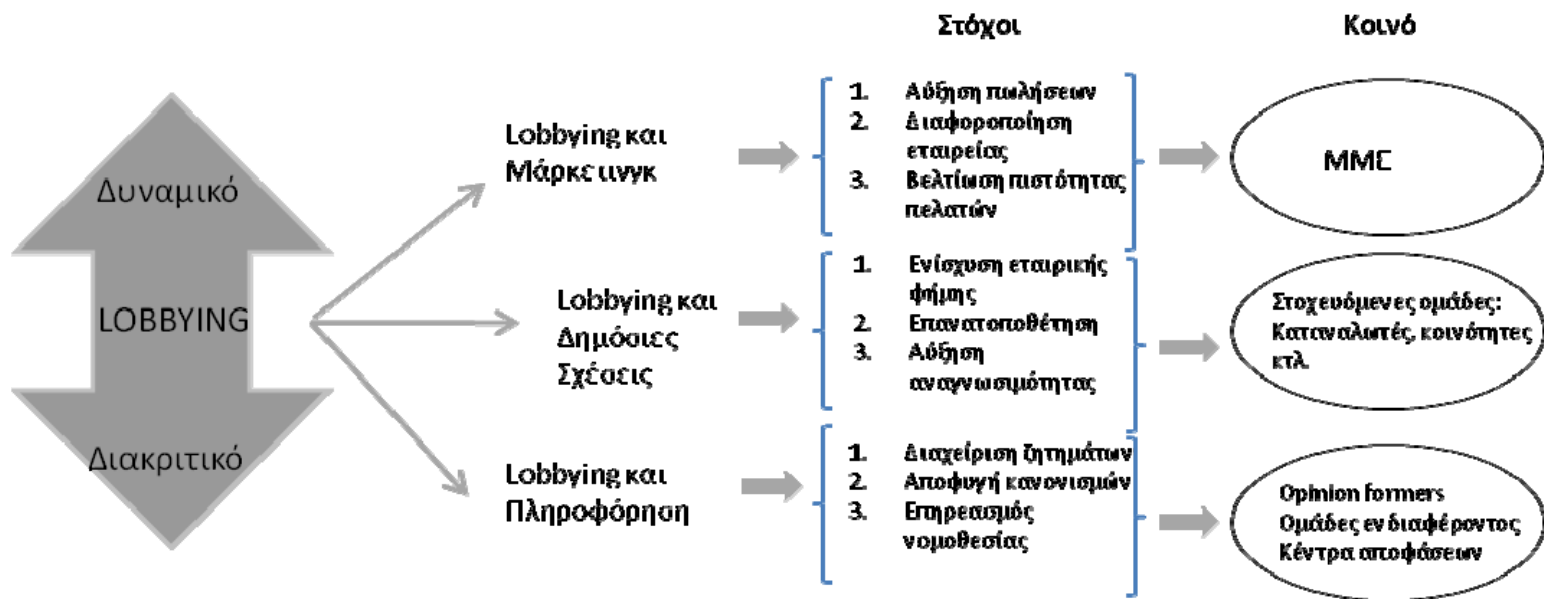 Στόχοι
Κοινό
Δυναμικό
LOBBYING
Διακριτικό
Lobbying και
Μάρκετινγκ
1. Αύξηση πωλήσεων
2. Διαφοροποίηση
εταιρείας
3. Βελτίωση πιστότητας
πελατών
ΜΜΕ
Lobbying και
Δημόσιες
Σχέσεις
1. Ενίσχυση εταιρικής
φήμης
2. Επανατοποθέτηση
3. Αύξηση
αναγνωσιμότητας
Στοχευόμενες ομάδες:
Καταναλωτές, κοινότητες
κτλ.
Lobbying και
Πληροφόρηση
1. Διαχείριση ζητημάτων
2. Αποφυγή κανονισμών
3. Επηρεασμός
νομοθεσίας
Opinion formers
Ομάδες ενδιαφέροντος
Κέντρα αποφάσεων